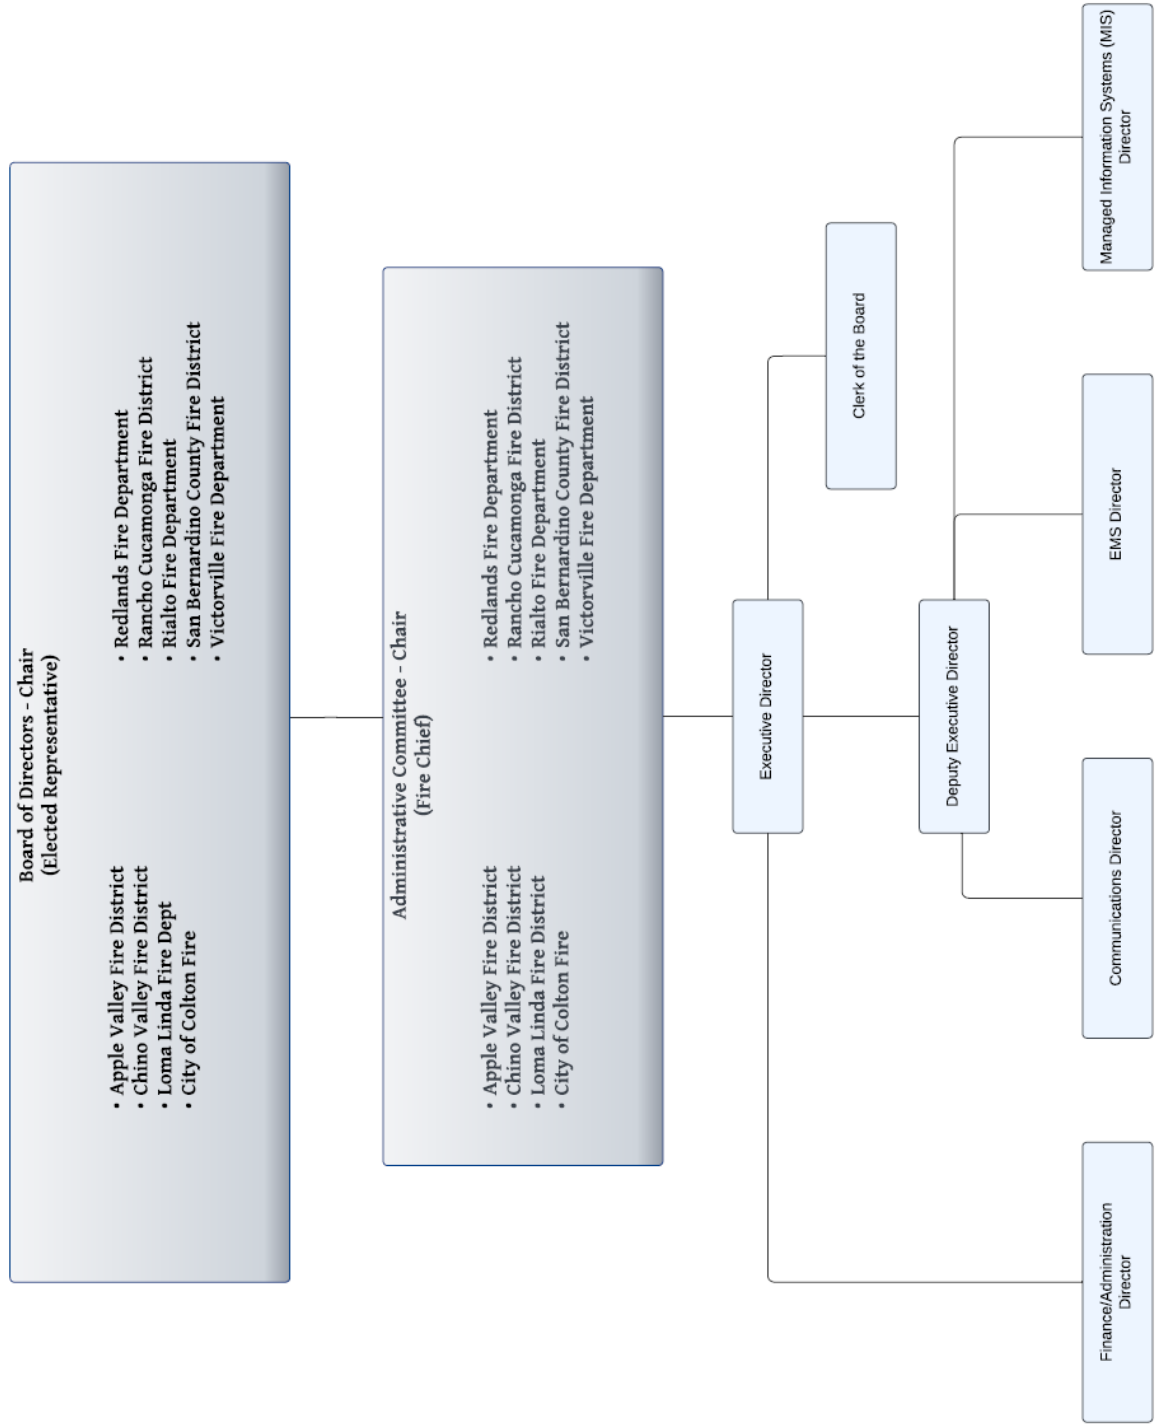 Board of Directors - Chair
(Elected Representative)
• Apple Valley Fire District
• Chino Valley Fire District
• Loma Linda Fire Dept
• City of Colton Fire
• Redlands Fire Department
• Rancho Cucamonga Fire District
• Rialto Fire Department
• San Bernardino County Fire District
• Victorville Fire Department
Administrative Committee - Chair
(Fire Chief)
• Apple Valley Fire District
• Chino Valley Fire District
• Loma Linda Fire District
• City of Colton Fire
• Redlands Fire Department
• Rancho Cucamonga Fire District
• Rialto Fire Department
• San Bernardino County Fire District
• Victorville Fire Department
Executive Director
Clerk of the Board
Deputy Executive Director
Finance/Administration
Director
Communications Director
EMS Director
Managed Information Systems (MIS)
Director